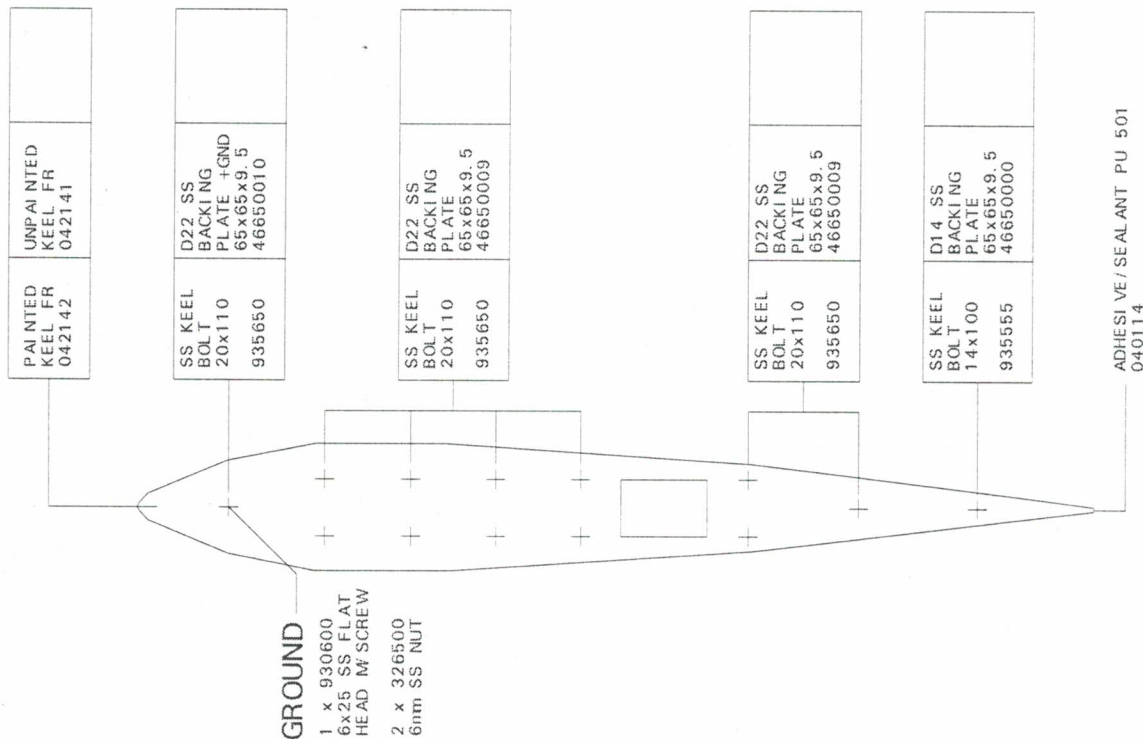 PAINTED
KEEL FR
042142
UNPAINTED
KEEL FR
042141
SS KEEL
BOLT
20x110
935650
D22 SS
BACKING
PLATE +GND
65x65x9.5
46650010
SS KEEL
BOLT
20x110
935650
D22 SS
BACKING
PLATE
65x65x9.5
46650009
SS KEEL
BOLT
20x110
935650
D22 SS
BACKING
PLATE
65x65x9.5
46650009
SS KEEL
BOLT
14x100
935555
D14 SS
BACKING
PLATE
65x65x9.5
46650000
GROUND
1 x 930600
6x25 SS FLAT
HEAD M/SCREW
2 x 326500
6mm SS NUT
ADHESIVE/SEALANT PU 501
040114